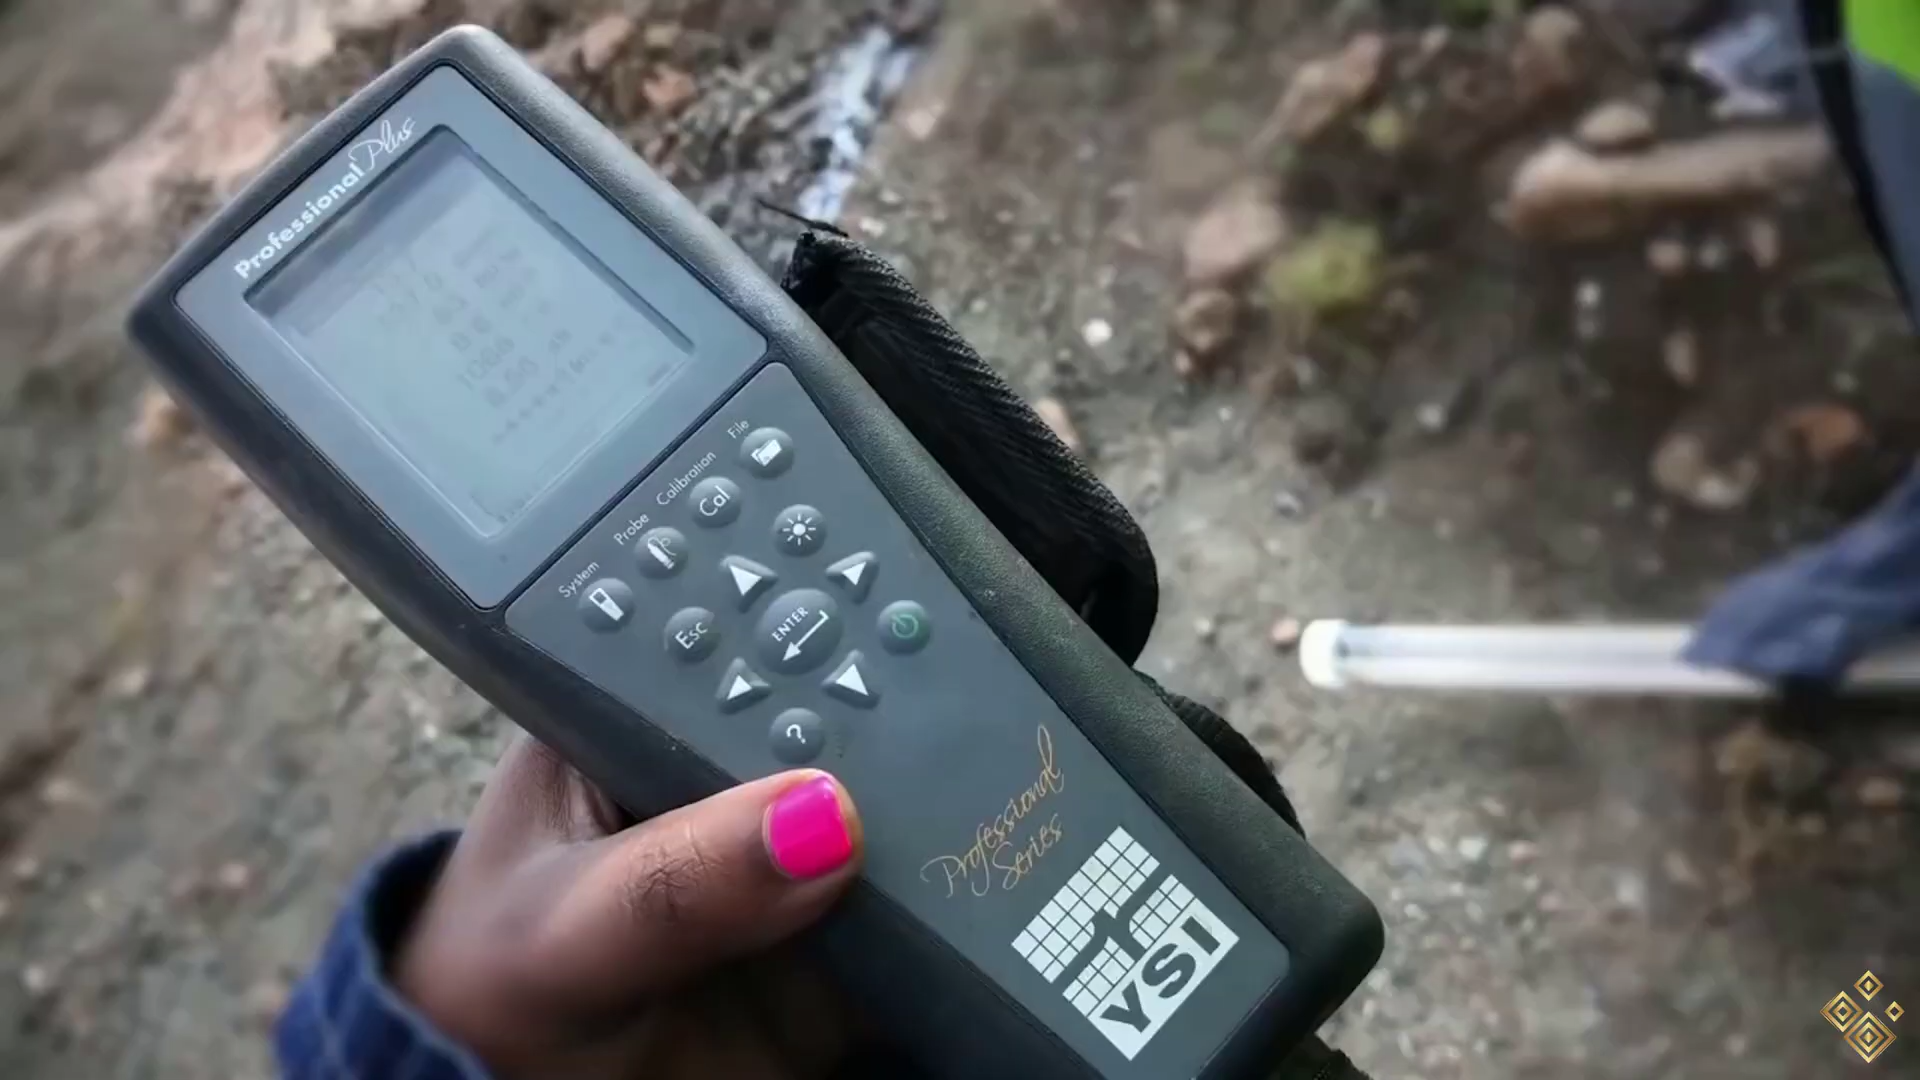 Professional Plus
File
Calibration
Cal
Probe
System
Esc
ENTER
?
Professional
Series
YSI